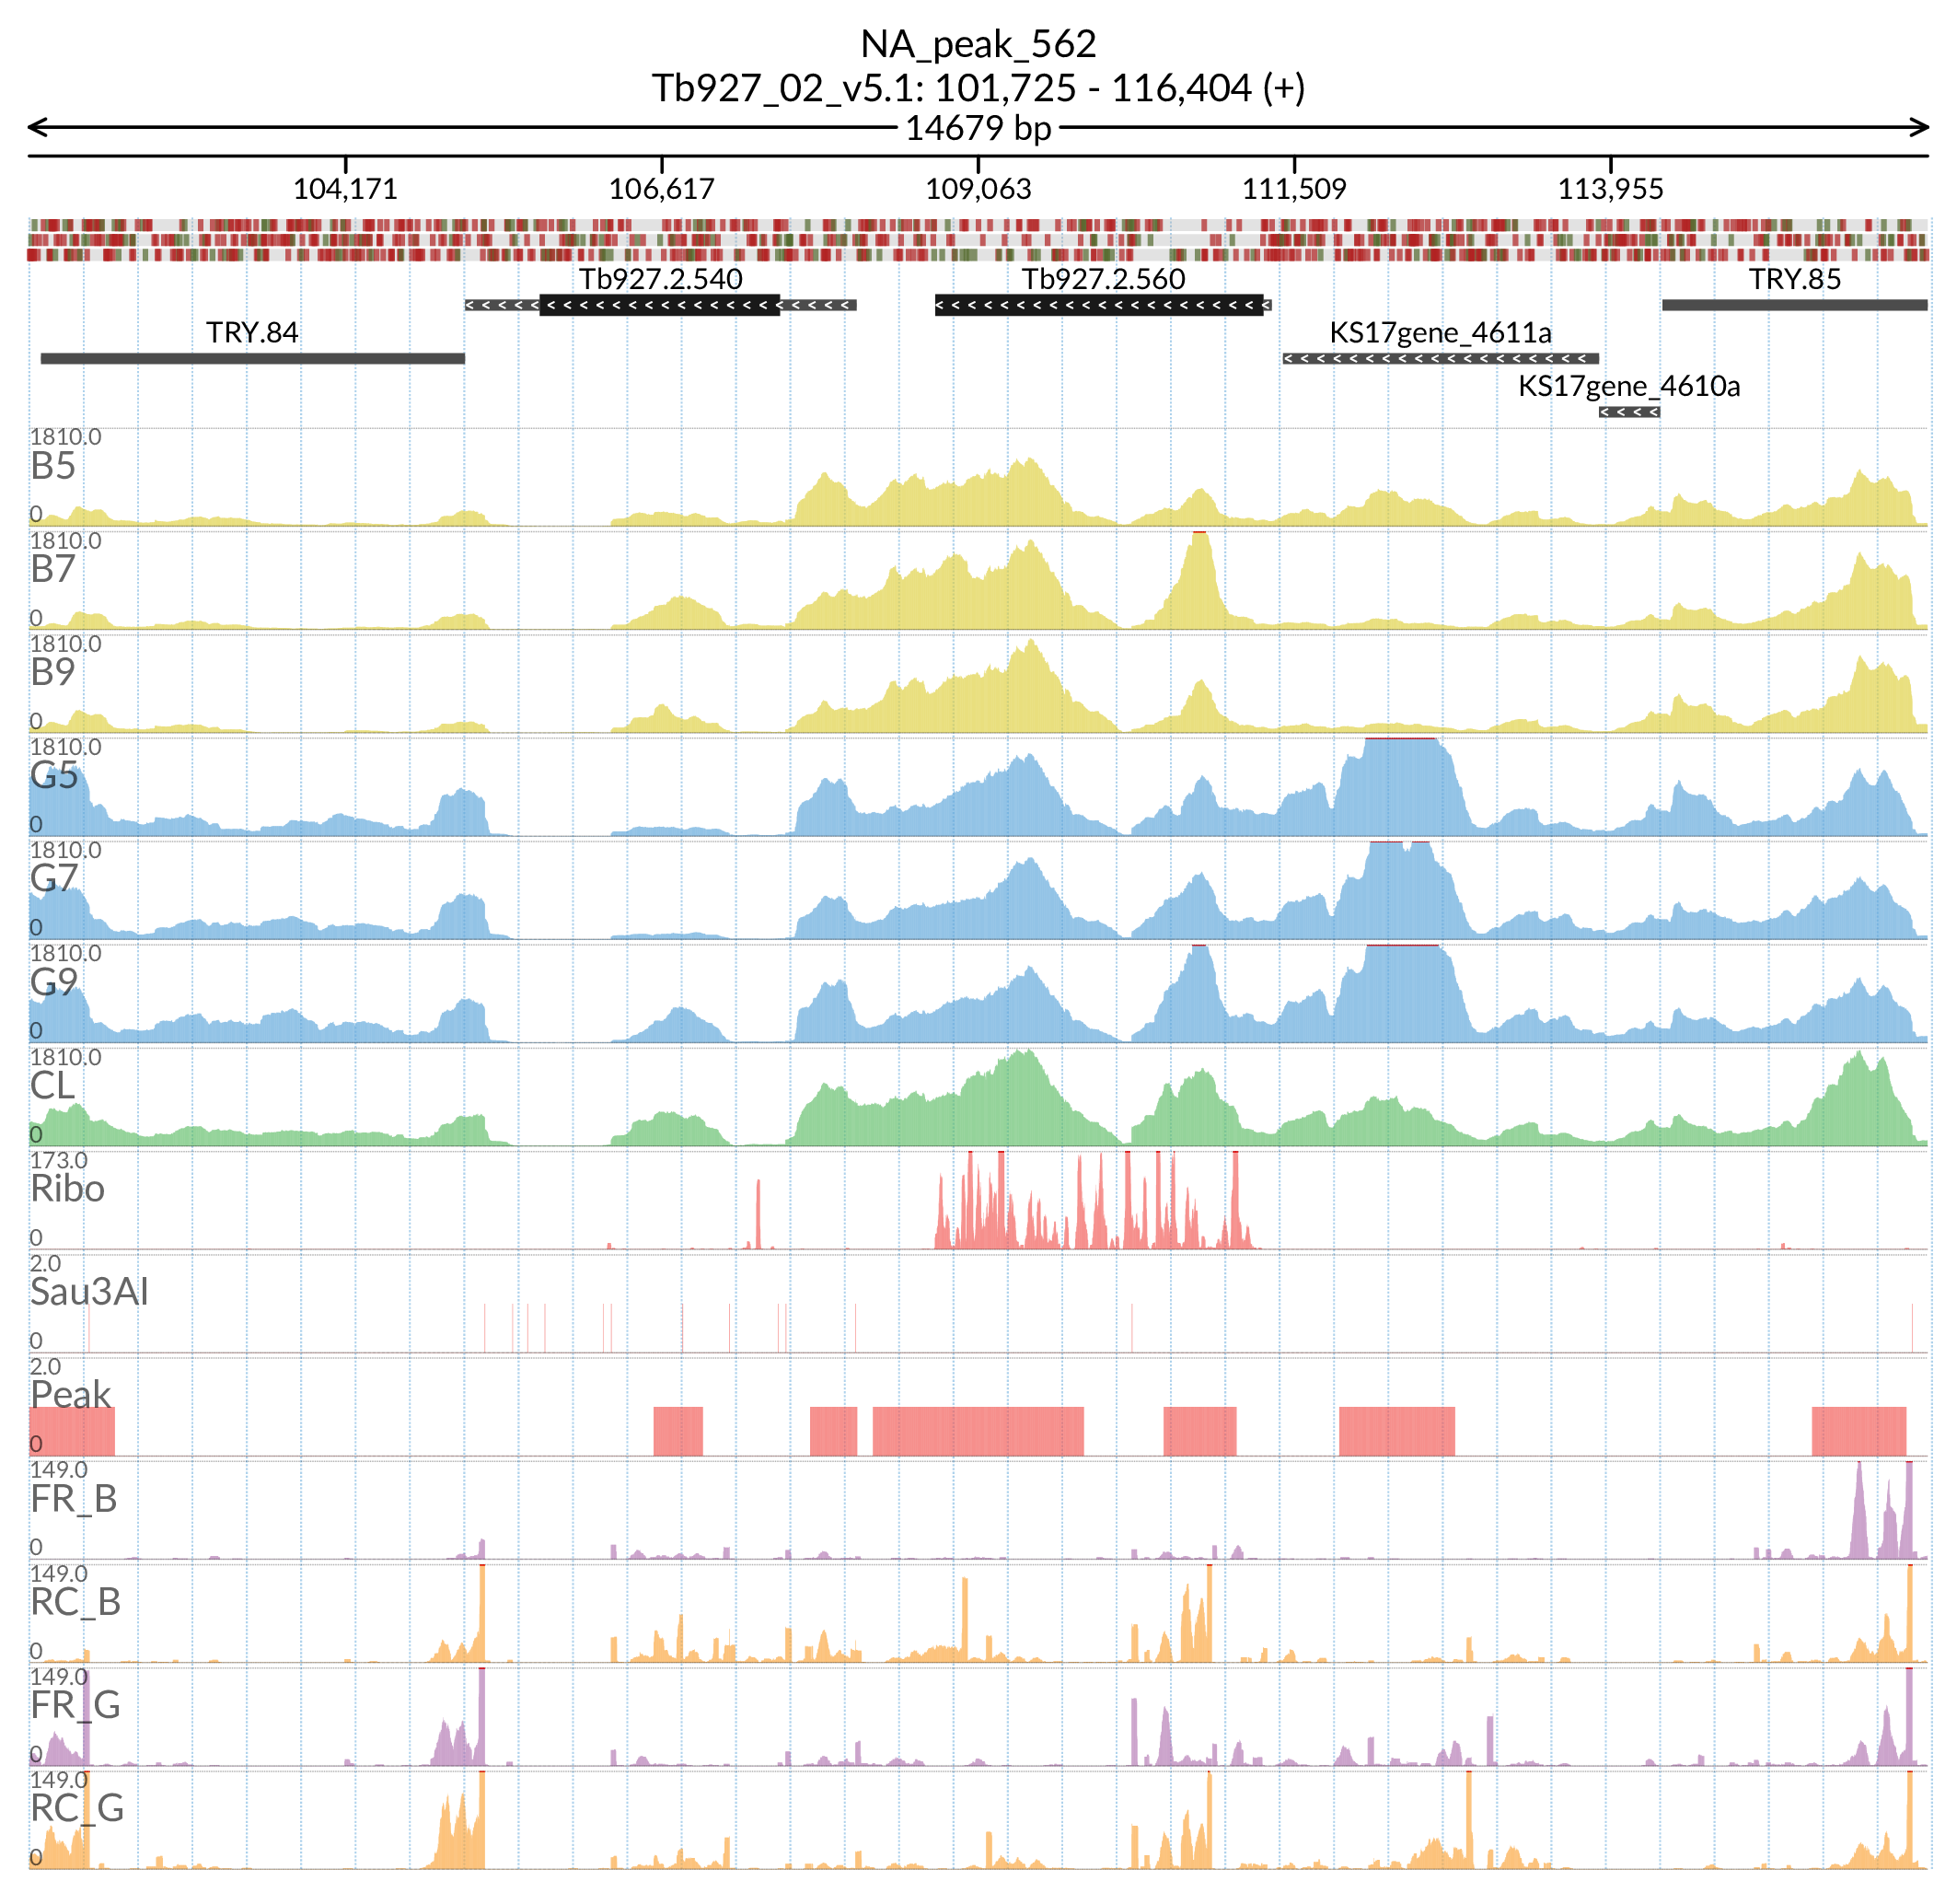 NA_peak_562
Tb927_02_v5.1: 101,725 - 116,404 (+)
14679 bp
104,171 106,617 109,063 111,509 113,955
Tb927.2.540 Tb927.2.560 TRY.85
TRY.84 KS17gene_4611a
KS17gene_4610a
1810.0
B5
0
1810.0
B7
0
1810.0
B9
0
1810.0
G5
0
1810.0
G7
0
1810.0
G9
0
1810.0
CL
0
173.0
Ribo
0
2.0
Sau3AI
0
2.0
Peak
0
149.0
FR_B
0
149.0
RC_B
0
149.0
FR_G
0
149.0
RC_G
0